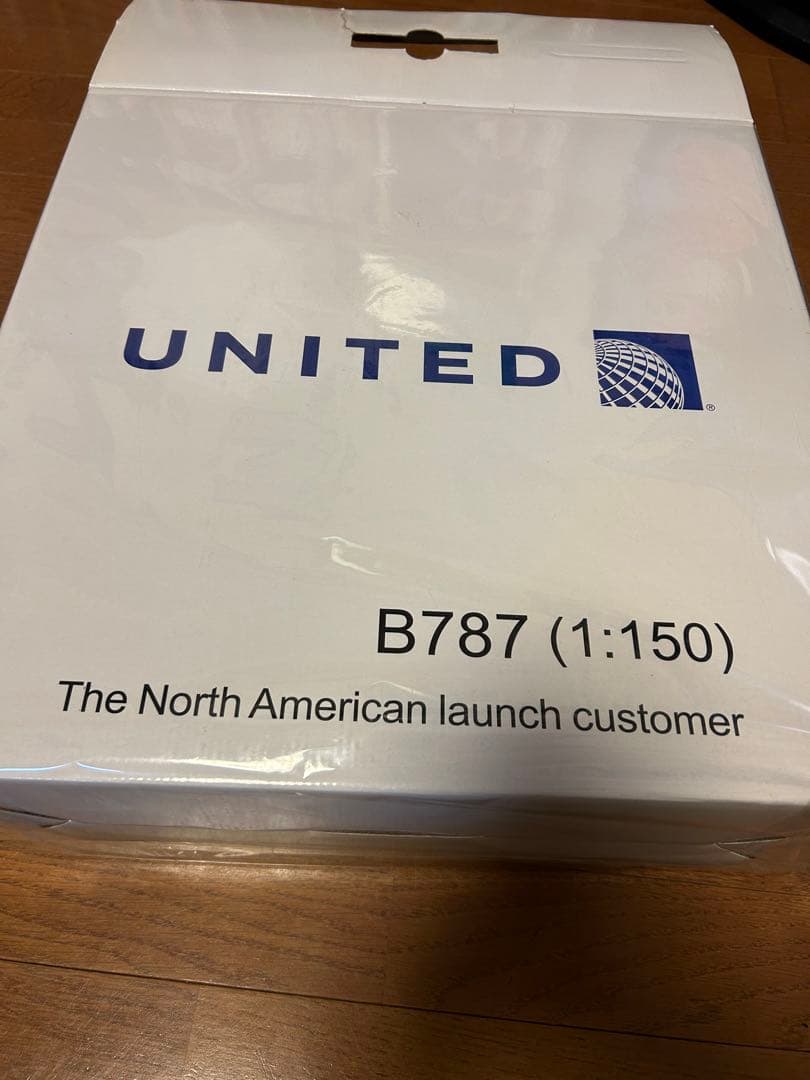 UNITED ®
B787 (1:150)
The North American launch customer